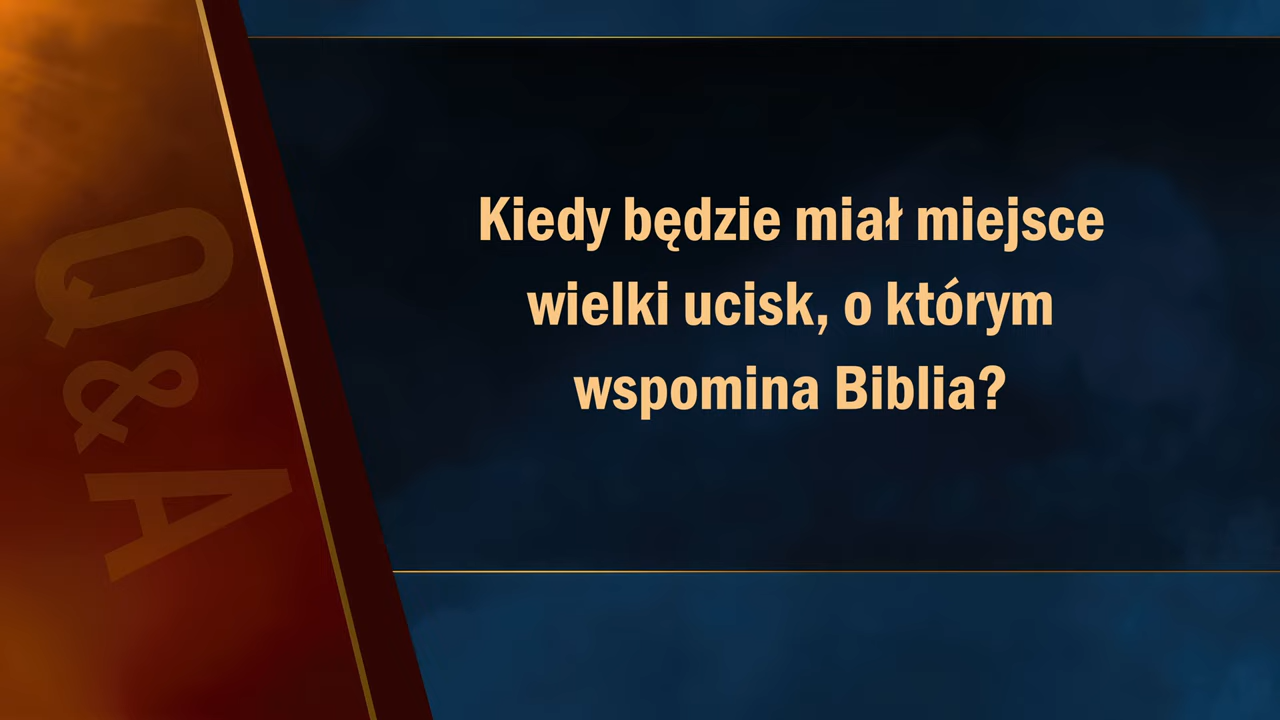 Q&A
Kiedy będzie miał miejsce
wielki ucisk, o którym
wspomina Biblia?